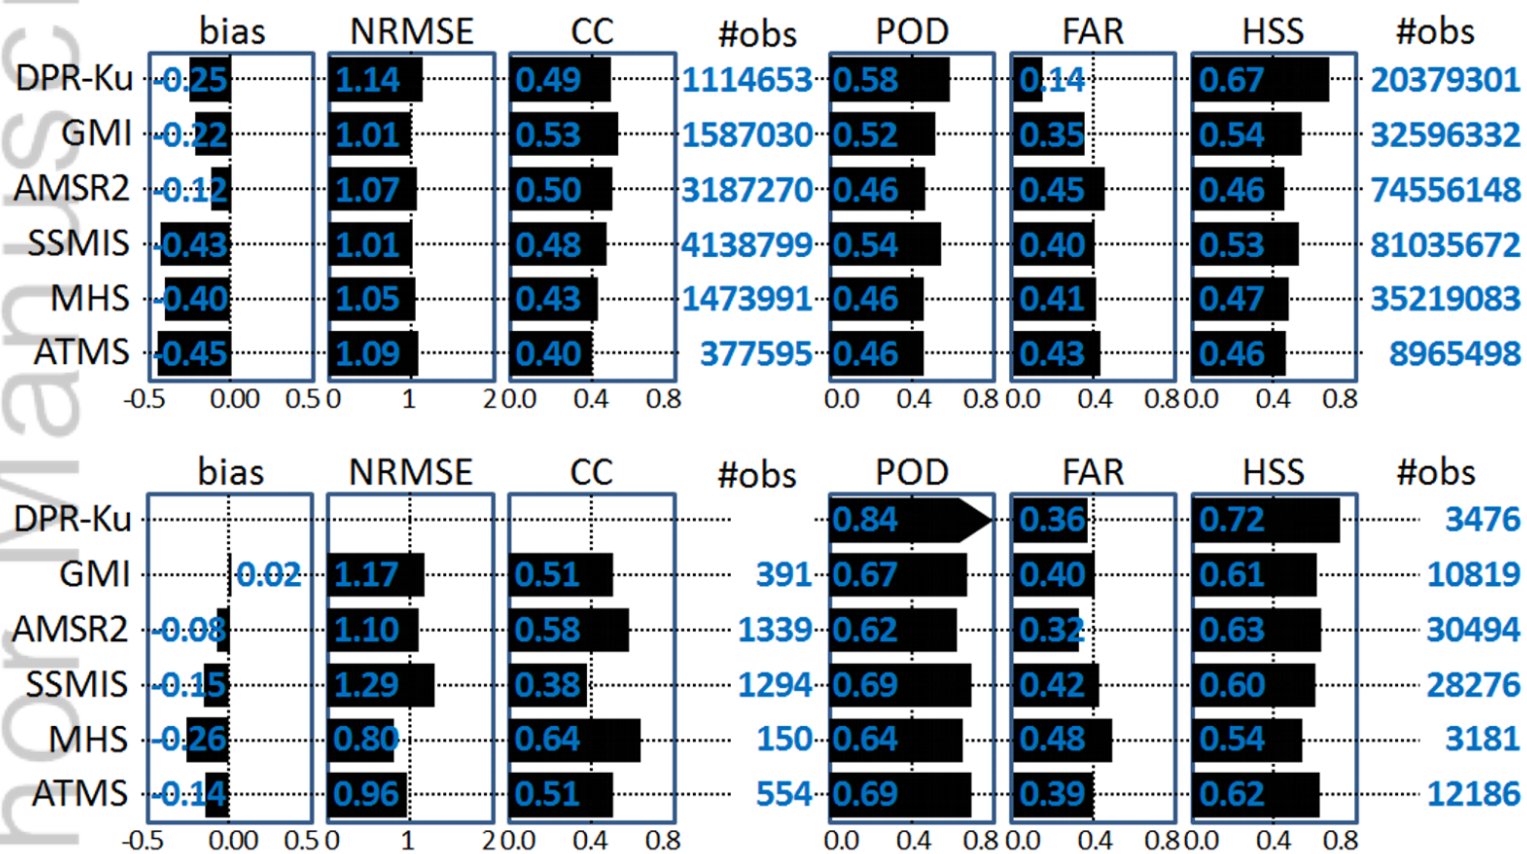 bias NRMSE CC #obs POD FAR HSS #obs
DPR-Ku -0.25 1.14 0.49 1114653 0.58 0.14 0.67 20379301
GMI -0.22 1.01 0.53 1587030 0.52 0.35 0.54 32596332
AMSR2 -0.12 1.07 0.50 3187270 0.46 0.45 0.46 74556148
SSMIS -0.43 1.01 0.48 4138799 0.54 0.40 0.53 81035672
MHS -0.40 1.05 0.43 1473991 0.46 0.41 0.47 35219083
ATMS -0.45 1.09 0.40 377595 0.46 0.43 0.46 8965498
-0.5 0.00 0.5 0 1 2 0.0 0.4 0.8 0.0 0.4 0.8 0.0 0.4 0.8 0.0 0.4 0.8
bias NRMSE CC #obs POD FAR HSS #obs
DPR-Ku 0.84 0.36 0.72 3476
GMI 0.02 1.17 0.51 391 0.67 0.40 0.61 10819
AMSR2 -0.08 1.10 0.58 1339 0.62 0.32 0.63 30494
SSMIS -0.15 1.29 0.38 1294 0.69 0.42 0.60 28276
MHS -0.26 0.80 0.64 150 0.64 0.48 0.54 3181
ATMS -0.14 0.96 0.51 554 0.69 0.39 0.62 12186
-0.5 0.00 0.5 0 1 2 0.0 0.4 0.8 0.0 0.4 0.8 0.0 0.4 0.8 0.0 0.4 0.8
hor Manusc